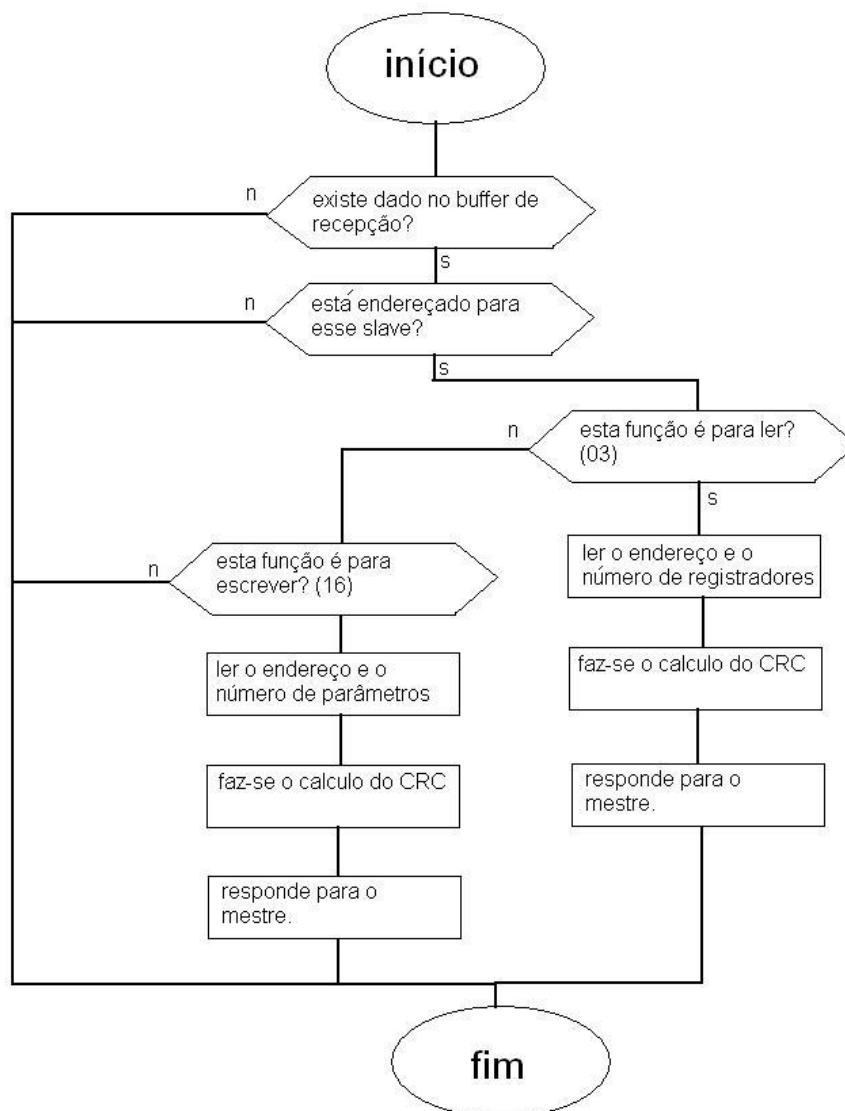 início
n
existe dado no buffer de
recepção?
s
n
está endereçado para
esse slave?
s
n
esta função é para ler?
(03)
s
n
esta função é para
escrever? (16)
ler o endereço e o
número de registradores
ler o endereço e o
número de parâmetros
faz-se o calculo do CRC
faz-se o calculo do CRC
responde para o
mestre.
responde para o
mestre.
fim